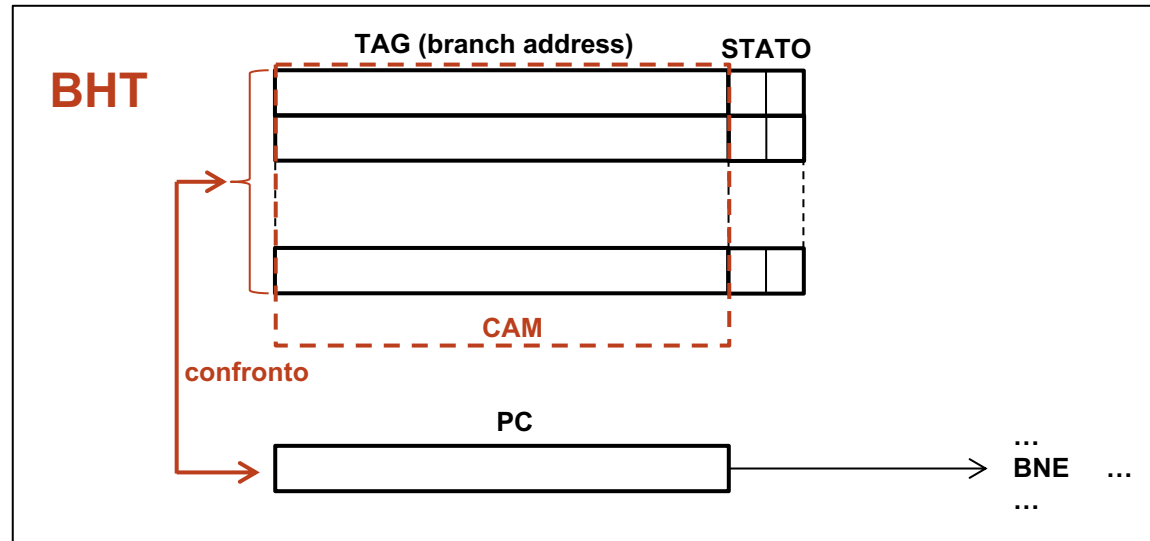 TAG (branch address) STATO
BHT
CAM
confronto
PC
...
BNE ...
...